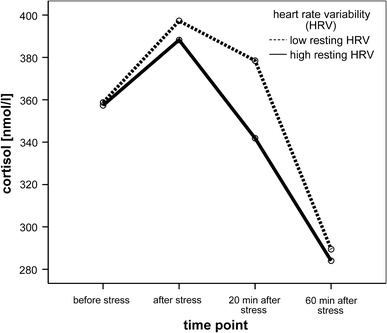 heart rate variability
(HRV)
low resting HRV
high resting HRV
cortisol [nmol/l]
400
380
360
340
320
300
280
before stress
after stress
20 min after
stress
60 min after
stress
time point